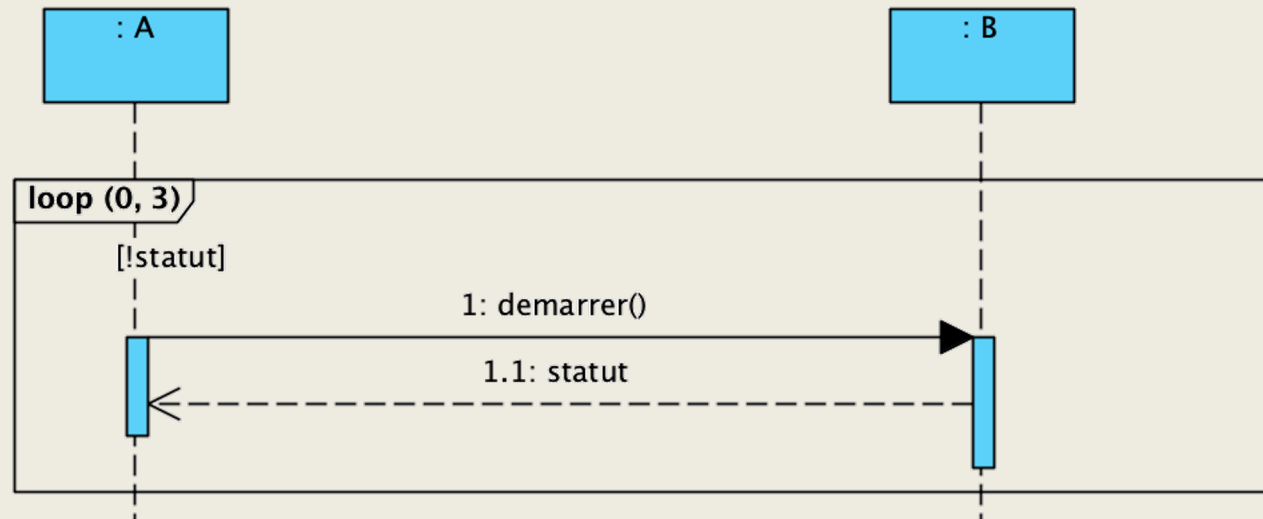 : A
: B
loop (0, 3)
[!statut]
1: demarrer()
1.1: statut